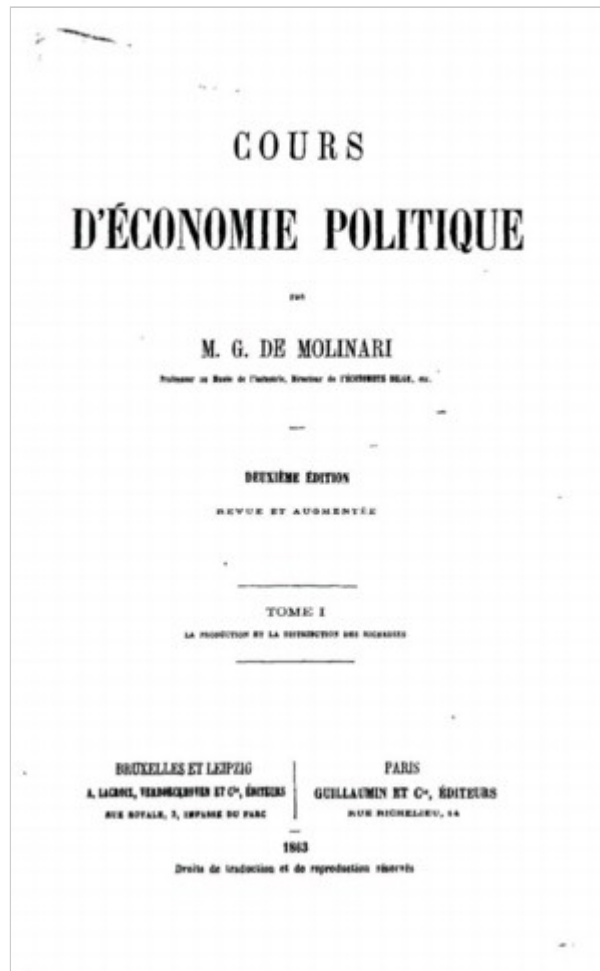 COURS
D'ÉCONOMIE POLITIQUE
PAR
M. G. DE MOLINARI
Professeur au Musée de l'industrie, Directeur de l'ÉCONOMISTE BELGE, etc.
DEUXIÈME ÉDITION
REVUE ET AUGMENTÉE
TOME I
LA PRODUCTION ET LA DISTRIBUTION DES RICHESSES
BRUXELLES ET LEIPZIG
A. LACROIX, VERBOECKHOVEN ET Cie, ÉDITEURS
RUE ROYALE, 3, IMPASSE DU PARC
PARIS
GUILLAUMIN ET Cie, ÉDITEURS
RUE RICHELIEU, 14
1863
Droits de traduction et de reproduction réservés